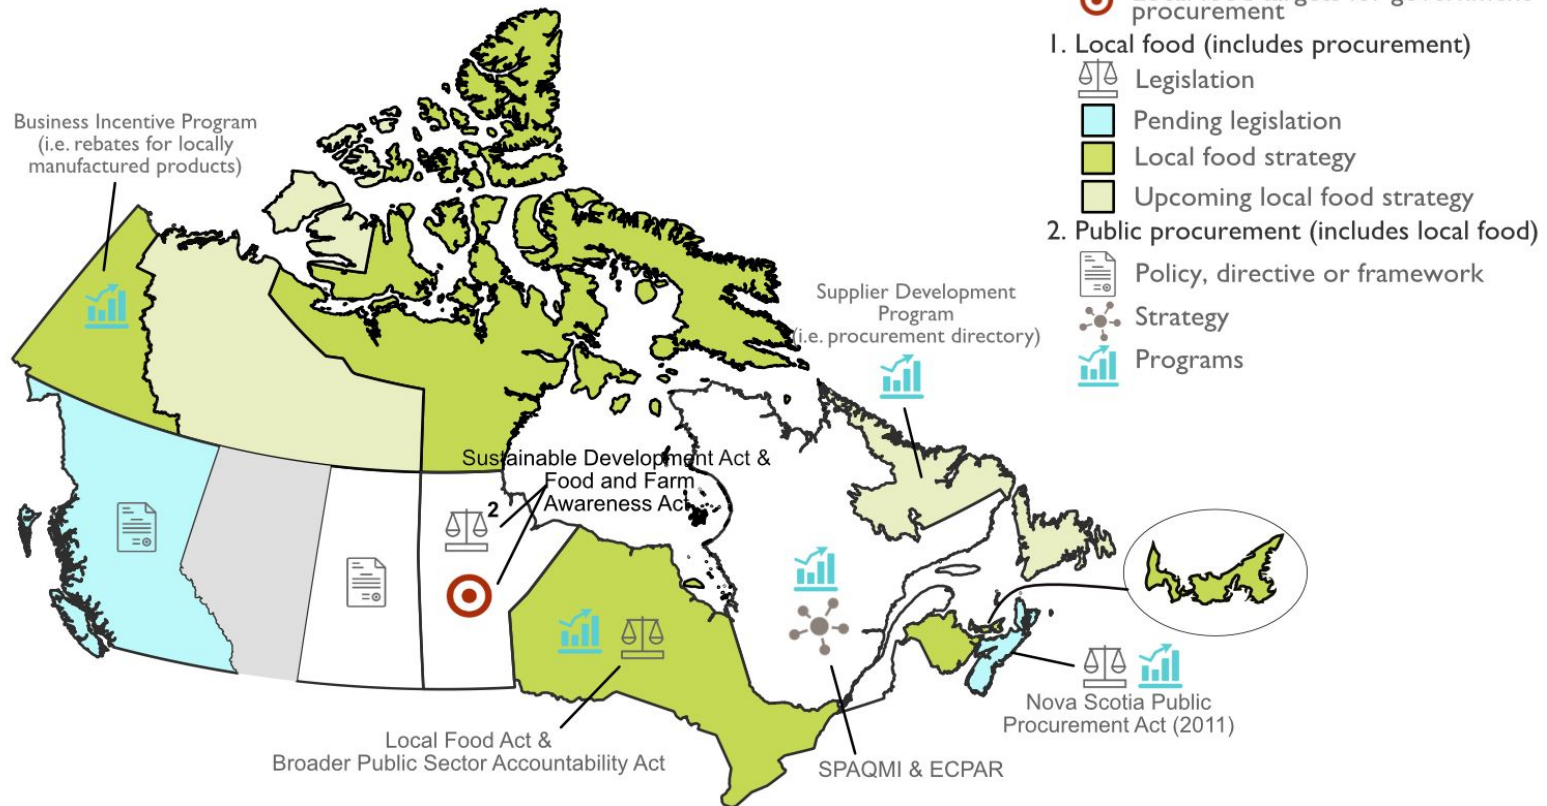 procurement
1. Local food (includes procurement)
Legislation
Pending legislation
Local food strategy
Upcoming local food strategy
2. Public procurement (includes local food)
Policy, directive or framework
Strategy
Programs
Business Incentive Program
(i.e. rebates for locally
manufactured products)
Supplier Development
Program
(i.e. procurement directory)
Sustainable Development Act &
Food and Farm
Awareness Act
2
Local Food Act &
Broader Public Sector Accountability Act
SPAQMI & ECPAR
Nova Scotia Public
Procurement Act (2011)